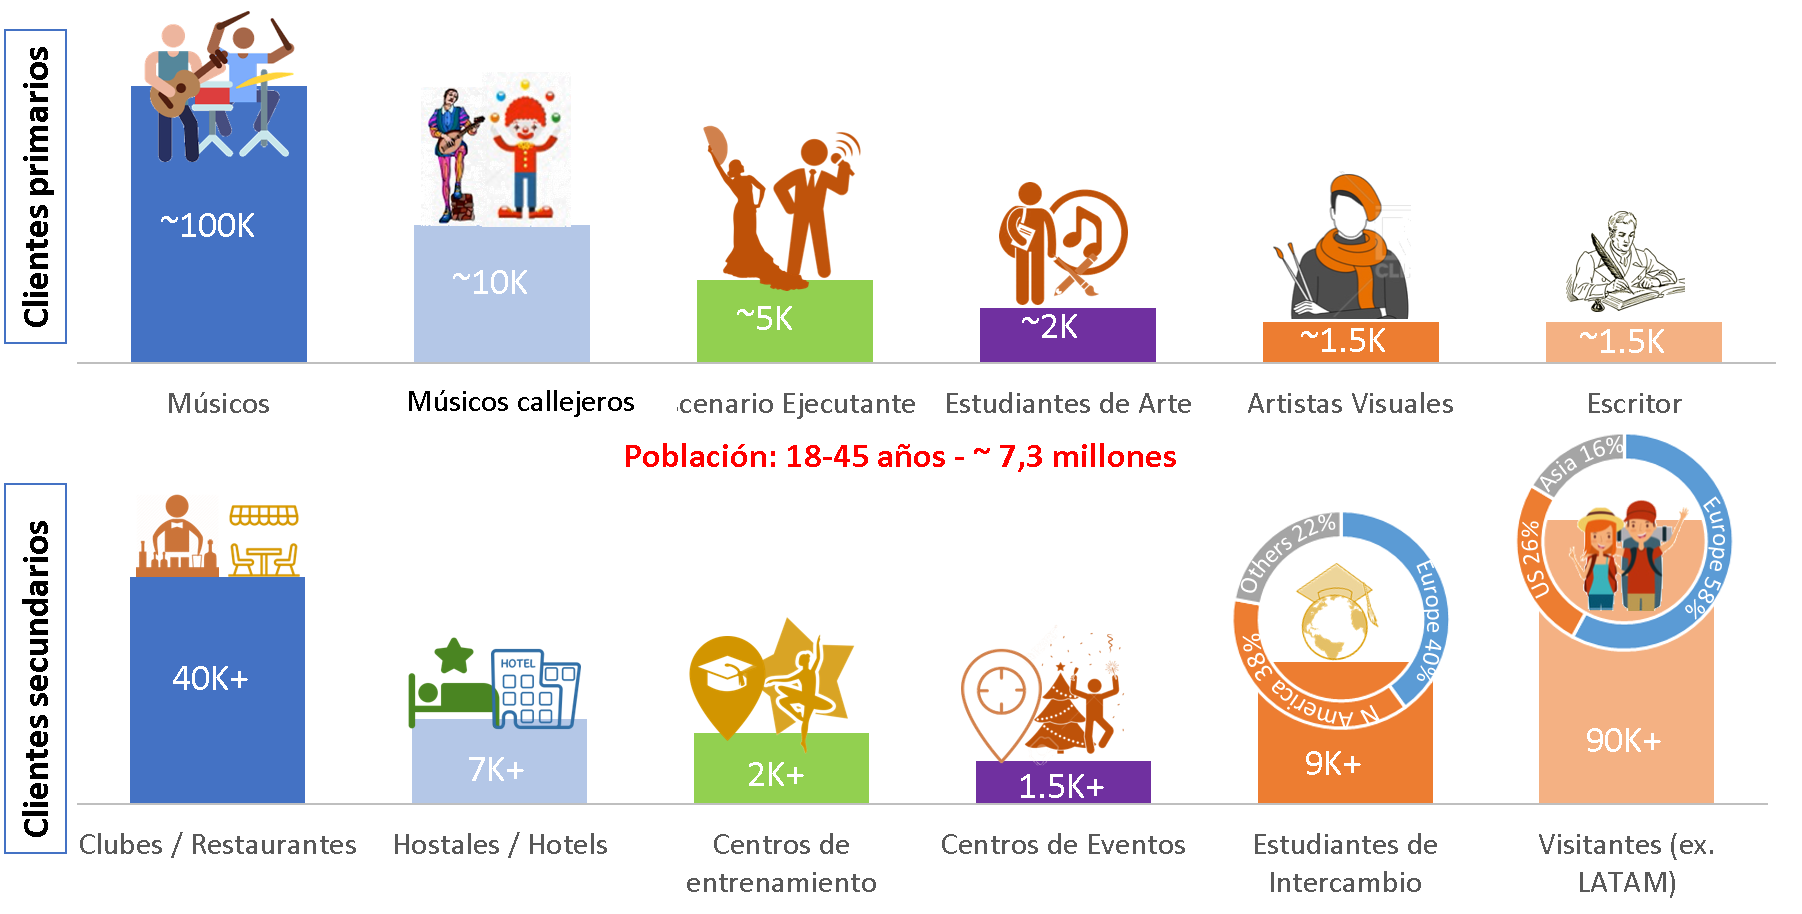 Clientes primarios
~100K
~10K
~5K
~2K
~1.5K
~1.5K
Músicos
Músicos callejeros
cenario Ejecutante
Estudiantes de Arte
Artistas Visuales
Escritor
Población: 18-45 años - ~ 7,3 millones
Clientes secundarios
40K+
HOTEL
7K+
2K+
1.5K+
Others 22%
Europe 40%
N America 38%
9K+
Asia 16%
Europe 58%
US 26%
90K+
Clubes / Restaurantes
Hostales / Hotels
Centros de
entrenamiento
Centros de Eventos
Estudiantes de
Intercambio
Visitantes (ex.
LATAM)